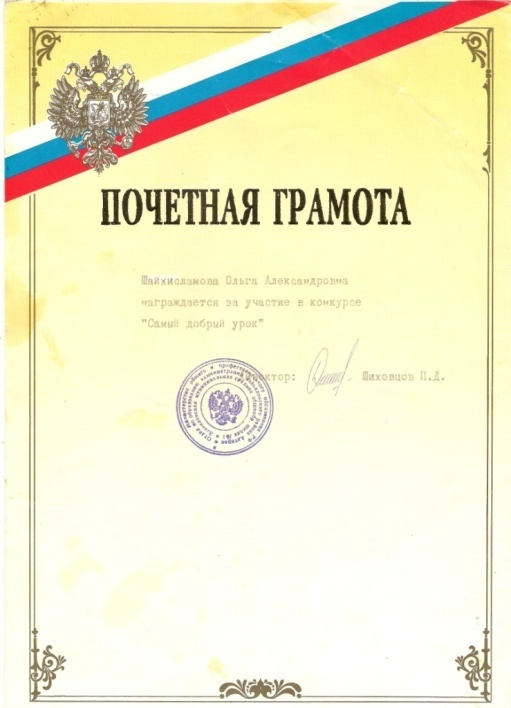 ПОЧЕТНАЯ ГРАМОТА
Шайхисламова Ольга Александровна
награждается за участие в конкурсе
"Самый добрый урок"
Директор: Шиховцов П.Д.